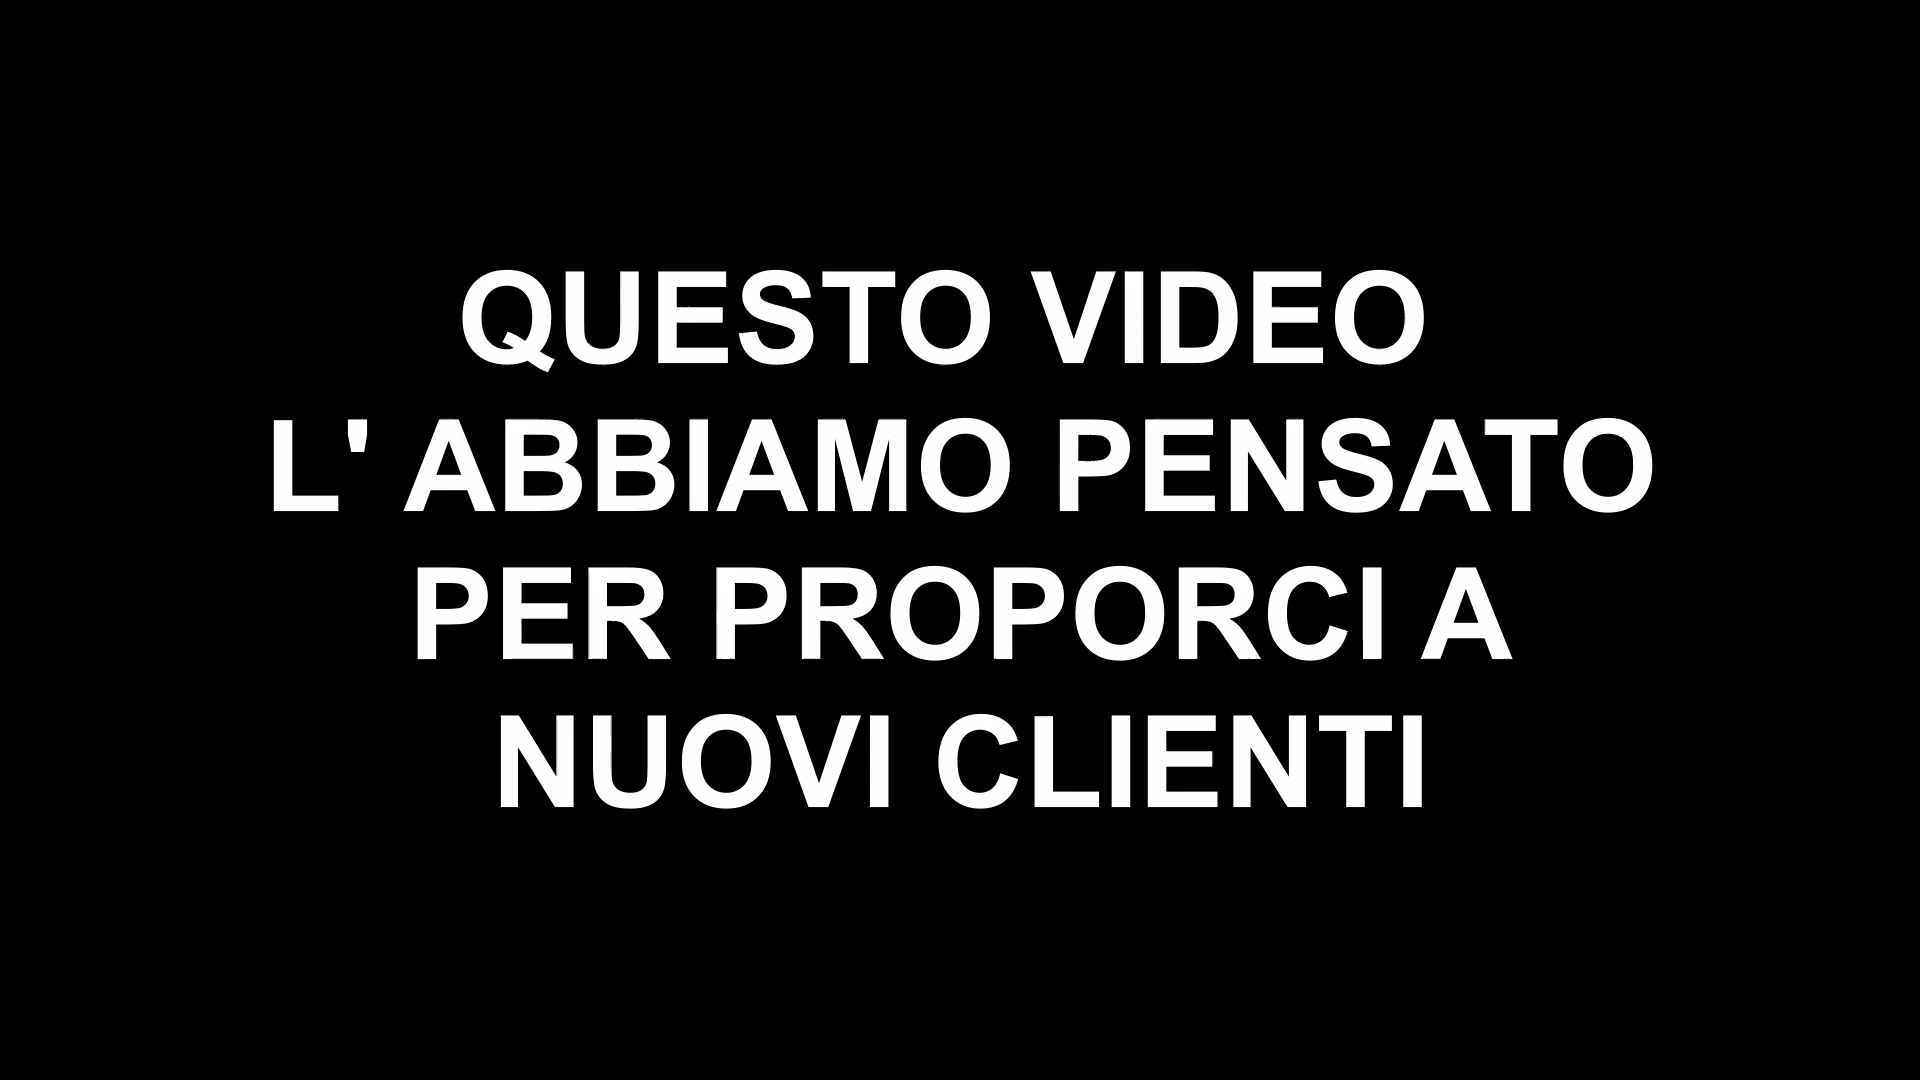 QUESTO VIDEO
L' ABBIAMO PENSATO
PER PROPORCI A
NUOVI CLIENTI